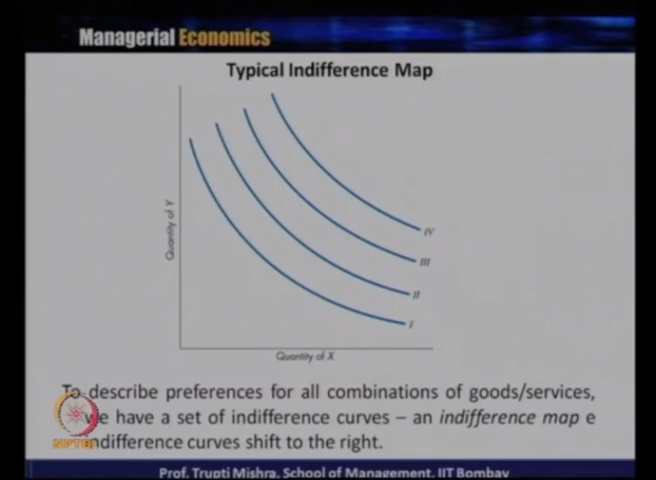 Managerial Economics
Typical Indifference Map
Quantity of Y
IV
III
II
I
Quantity of X
To describe preferences for all combinations of goods/services,
we have a set of indifference curves – an indifference map e
indifference curves shift to the right.
NPTEL
Prof. Trupti Mishra, School of Management, IIT Bombay